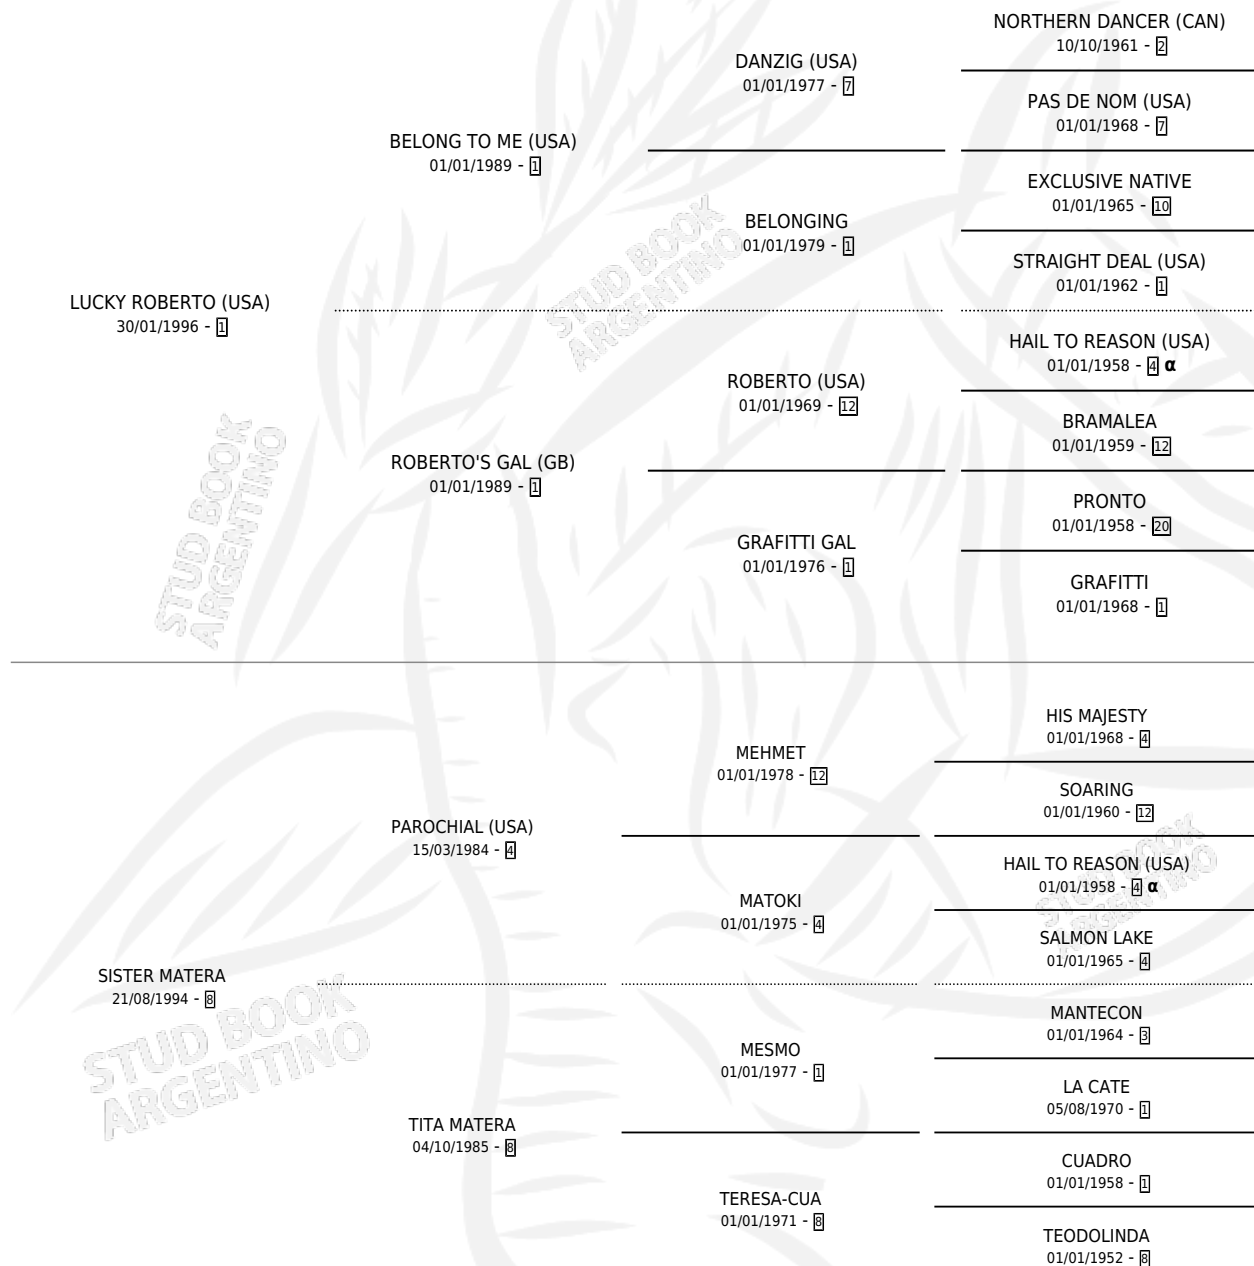 NORTHERN DANCER (CAN)
10/10/1961 - 2
DANZIG (USA)
01/01/1977 - 7
PAS DE NOM (USA)
01/01/1968 - 7
BELONG TO ME (USA)
01/01/1989 - 1
EXCLUSIVE NATIVE
01/01/1965 - 10
BELONGING
01/01/1979 - 1
STRAIGHT DEAL (USA)
01/01/1962 - 1
LUCKY ROBERTO (USA)
30/01/1996 - 1
HAIL TO REASON (USA)
01/01/1958 - 4 α
ROBERTO (USA)
01/01/1969 - 12
BRAMALEA
01/01/1959 - 12
ROBERTO'S GAL (GB)
01/01/1989 - 1
PRONTO
01/01/1958 - 20
GRAFITTI GAL
01/01/1976 - 1
GRAFITTI
01/01/1968 - 1
HIS MAJESTY
01/01/1968 - 4
MEHMET
01/01/1978 - 12
SOARING
01/01/1960 - 12
PAROCHIAL (USA)
15/03/1984 - 4
HAIL TO REASON (USA)
01/01/1958 - 4 α
MATOKI
01/01/1975 - 4
SALMON LAKE
01/01/1965 - 4
SISTER MATERA
21/08/1994 - 8
MANTECON
01/01/1964 - 3
MESMO
01/01/1977 - 1
LA CATE
05/08/1970 - 1
TITA MATERA
04/10/1985 - 8
CUADRO
01/01/1958 - 1
TERESA-CUA
01/01/1971 - 8
TEODOLINDA
01/01/1952 - 8
STUD BOOK
ARGENTINO
STUD BOOK
ARGENTINO
STUD BOOK
ARGENTINO
STUD BOOK
ARGENTINO